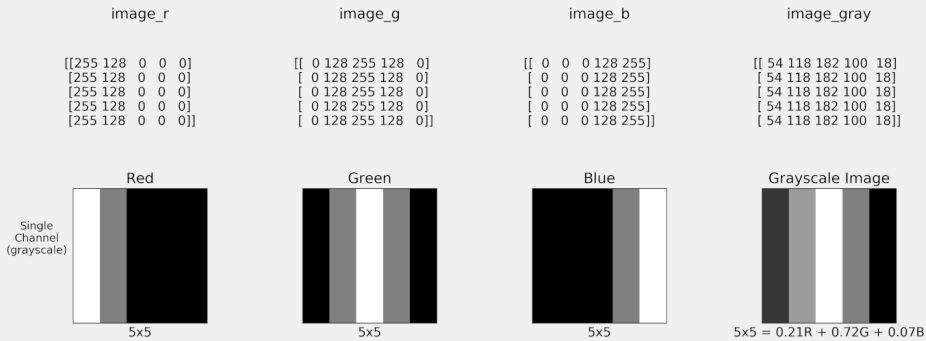 image_r
image_g
image_b
image_gray
[[255 128   0   0   0]
 [255 128   0   0   0]
 [255 128   0   0   0]
 [255 128   0   0   0]
 [255 128   0   0   0]]
[[  0 128 255 128   0]
 [  0 128 255 128   0]
 [  0 128 255 128   0]
 [  0 128 255 128   0]
 [  0 128 255 128   0]]
[[  0   0   0 128 255]
 [  0   0   0 128 255]
 [  0   0   0 128 255]
 [  0   0   0 128 255]
 [  0   0   0 128 255]]
[[ 54 118 182 100  18]
 [ 54 118 182 100  18]
 [ 54 118 182 100  18]
 [ 54 118 182 100  18]
 [ 54 118 182 100  18]]
Red
Green
Blue
Grayscale Image
Single
Channel
(grayscale)
5x5
5x5
5x5
5x5 = 0.21R + 0.72G + 0.07B